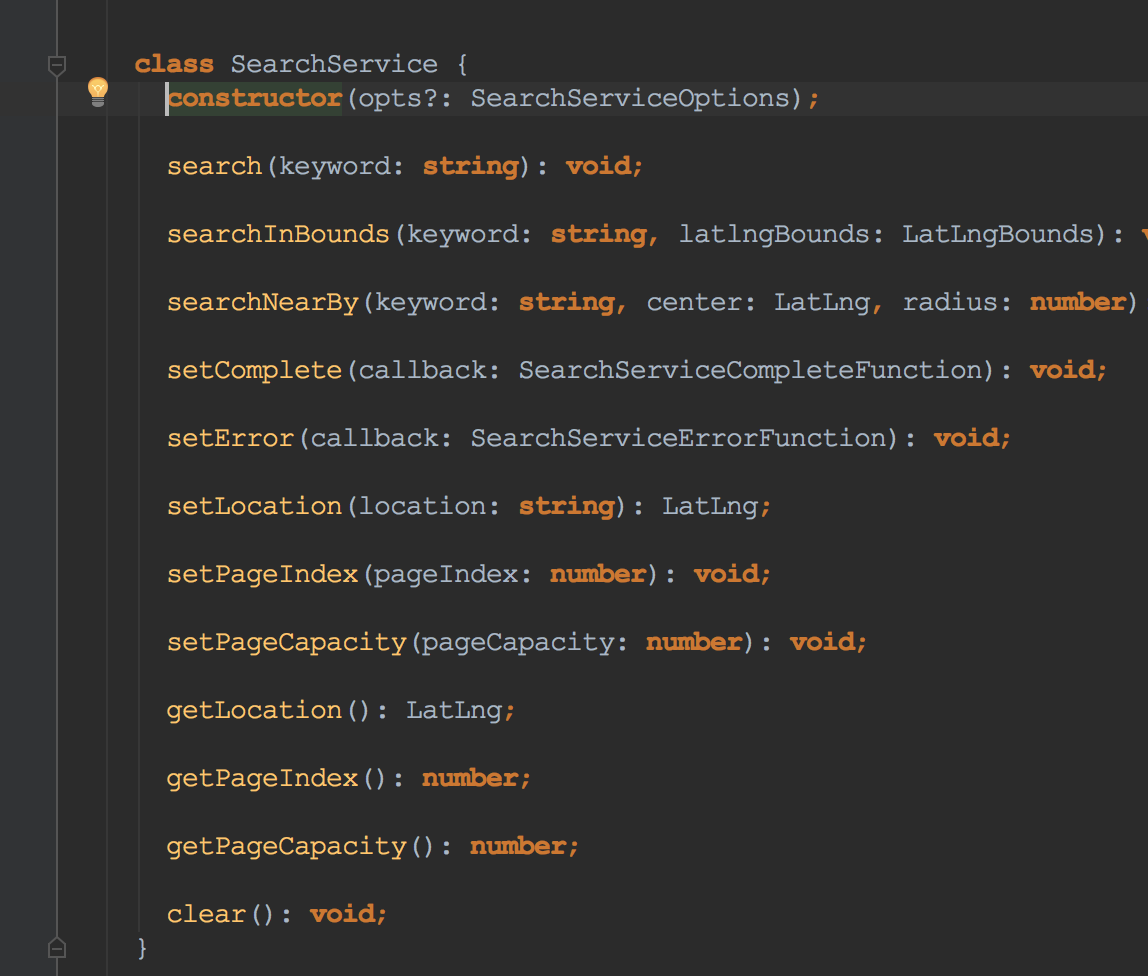 class SearchService {
constructor(opts?: SearchServiceOptions);
search(keyword: string): void;
searchInBounds(keyword: string, latlngBounds: LatLngBounds):
searchNearBy(keyword: string, center: LatLng, radius: number)
setComplete(callback: SearchServiceCompleteFunction): void;
setError(callback: SearchServiceErrorFunction): void;
setLocation(location: string): LatLng;
setPageIndex(pageIndex: number): void;
setPageCapacity(pageCapacity: number): void;
getLocation(): LatLng;
getPageIndex(): number;
getPageCapacity(): number;
clear(): void;
}